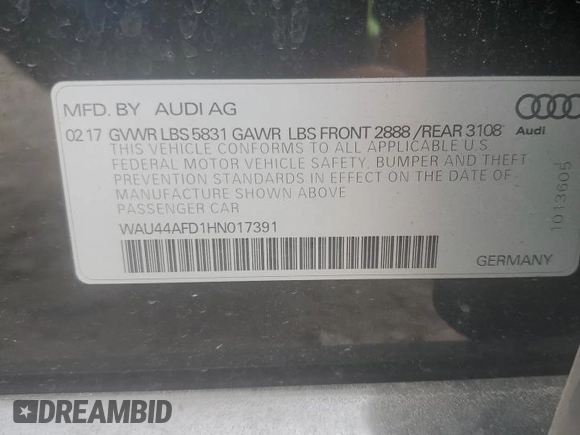 MFD. BY AUDI AG
02 17 GVWR LBS 5831 GAWR LBS FRONT 2888 /REAR 3108
Audi
THIS VEHICLE CONFORMS TO ALL APPLICABLE U.S.
FEDERAL MOTOR VEHICLE SAFETY, BUMPER AND THEFT
PREVENTION STANDARDS IN EFFECT ON THE DATE OF
MANUFACTURE SHOWN ABOVE
PASSENGER CAR
WAU44AFD1HN017391
1013605
GERMANY
DREAMBID